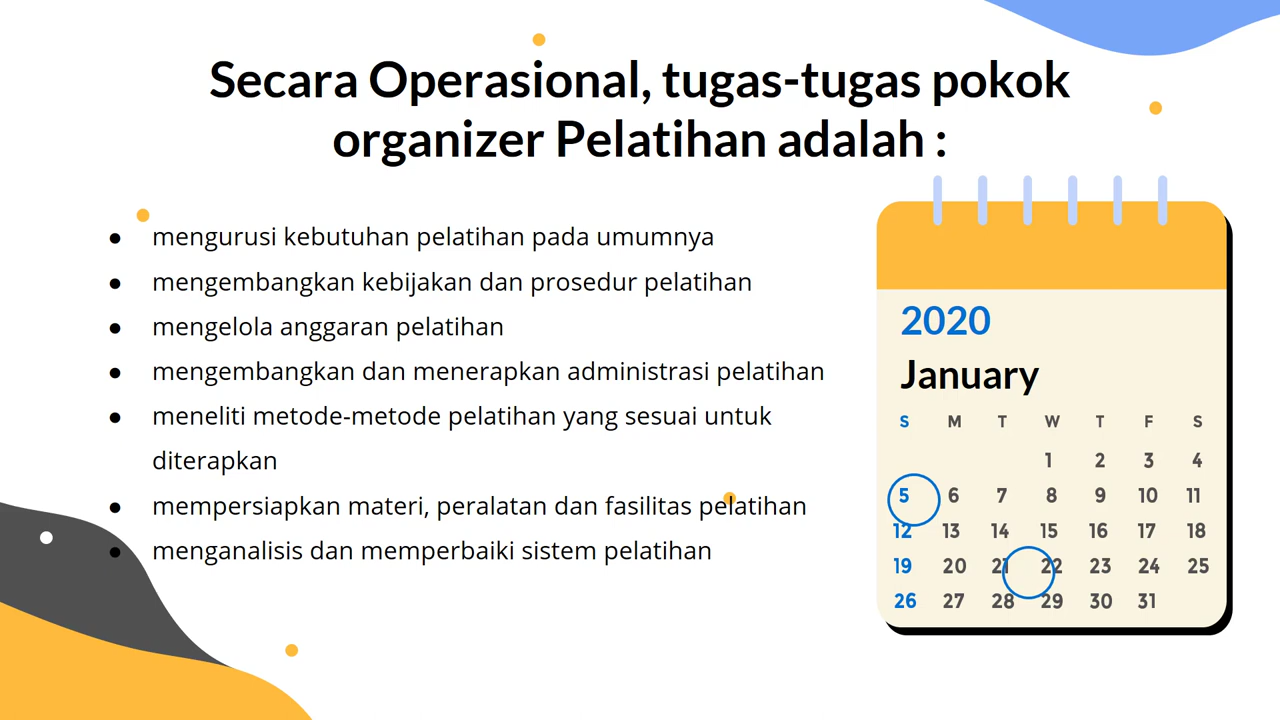 Secara Operasional, tugas-tugas pokok
organizer Pelatihan adalah :
● mengurusi kebutuhan pelatihan pada umumnya
● mengembangkan kebijakan dan prosedur pelatihan
● mengelola anggaran pelatihan
● mengembangkan dan menerapkan administrasi pelatihan
● meneliti metode-metode pelatihan yang sesuai untuk
diterapkan
● mempersiapkan materi, peralatan dan fasilitas pelatihan
● menganalisis dan memperbaiki sistem pelatihan
2020
January
S M T W T F S
1 2 3 4
5 6 7 8 9 10 11
12 13 14 15 16 17 18
19 20 21 22 23 24 25
26 27 28 29 30 31